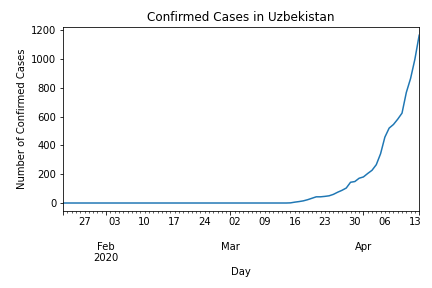 Confirmed Cases in Uzbekistan
Number of Confirmed Cases
1200
1000
800
600
400
200
0
27 03 10 17 24 02 09 16 23 30 06 13
Feb Mar Apr
2020
Day